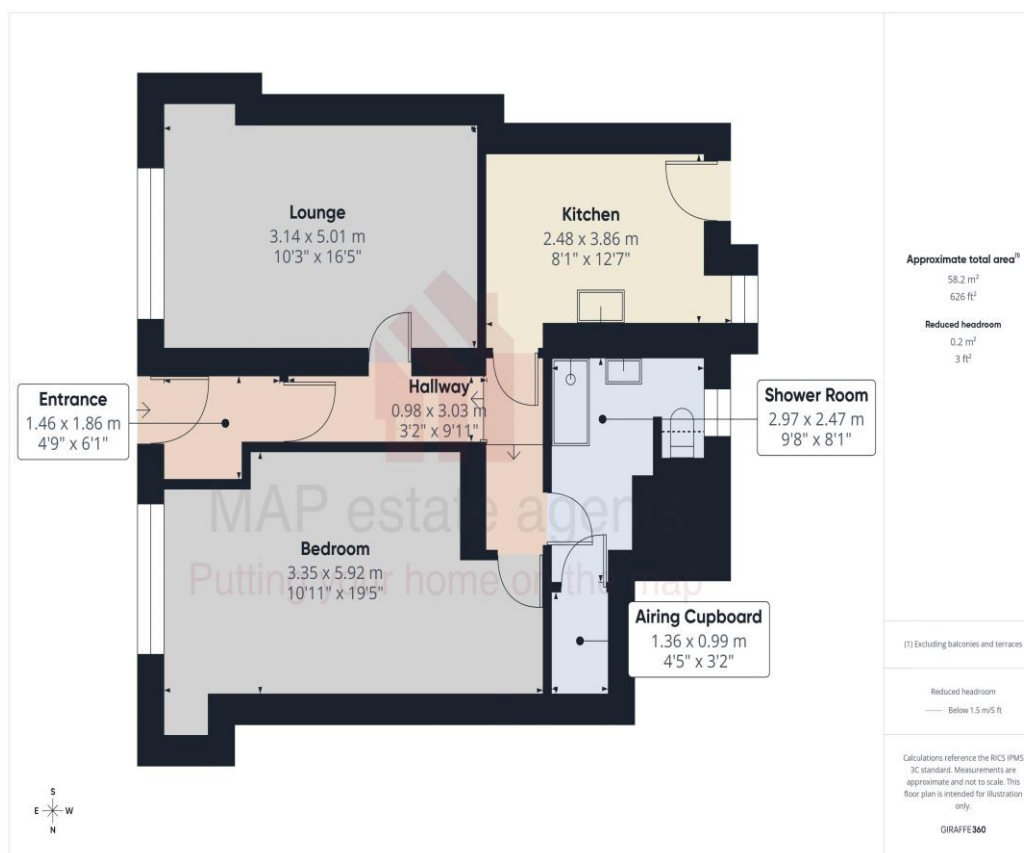 Lounge
3.14 x 5.01 m
10'3" x 16'5"
Kitchen
2.48 x 3.86 m
8'1" x 12'7"
Entrance
1.46 x 1.86 m
4'9" x 6'1"
Hallway
0.98 x 3.03 m
3'2" x 9'11"
Shower Room
2.97 x 2.47 m
9'8" x 8'1"
MAP estate agents
Putting your home on the map
Bedroom
3.35 x 5.92 m
10'11" x 19'5"
Airing Cupboard
1.36 x 0.99 m
4'5" x 3'2"
S
E W
N
Approximate total area(1)
58.2 m²
626 ft²
Reduced headroom
0.2 m²
3 ft²
(1) Excluding balconies and terraces
Reduced headroom
------ Below 1.5 m/5 ft
Calculations reference the RICS IPMS
3C standard. Measurements are
approximate and not to scale. This
floor plan is intended for illustration
only.
GIRAFFE360